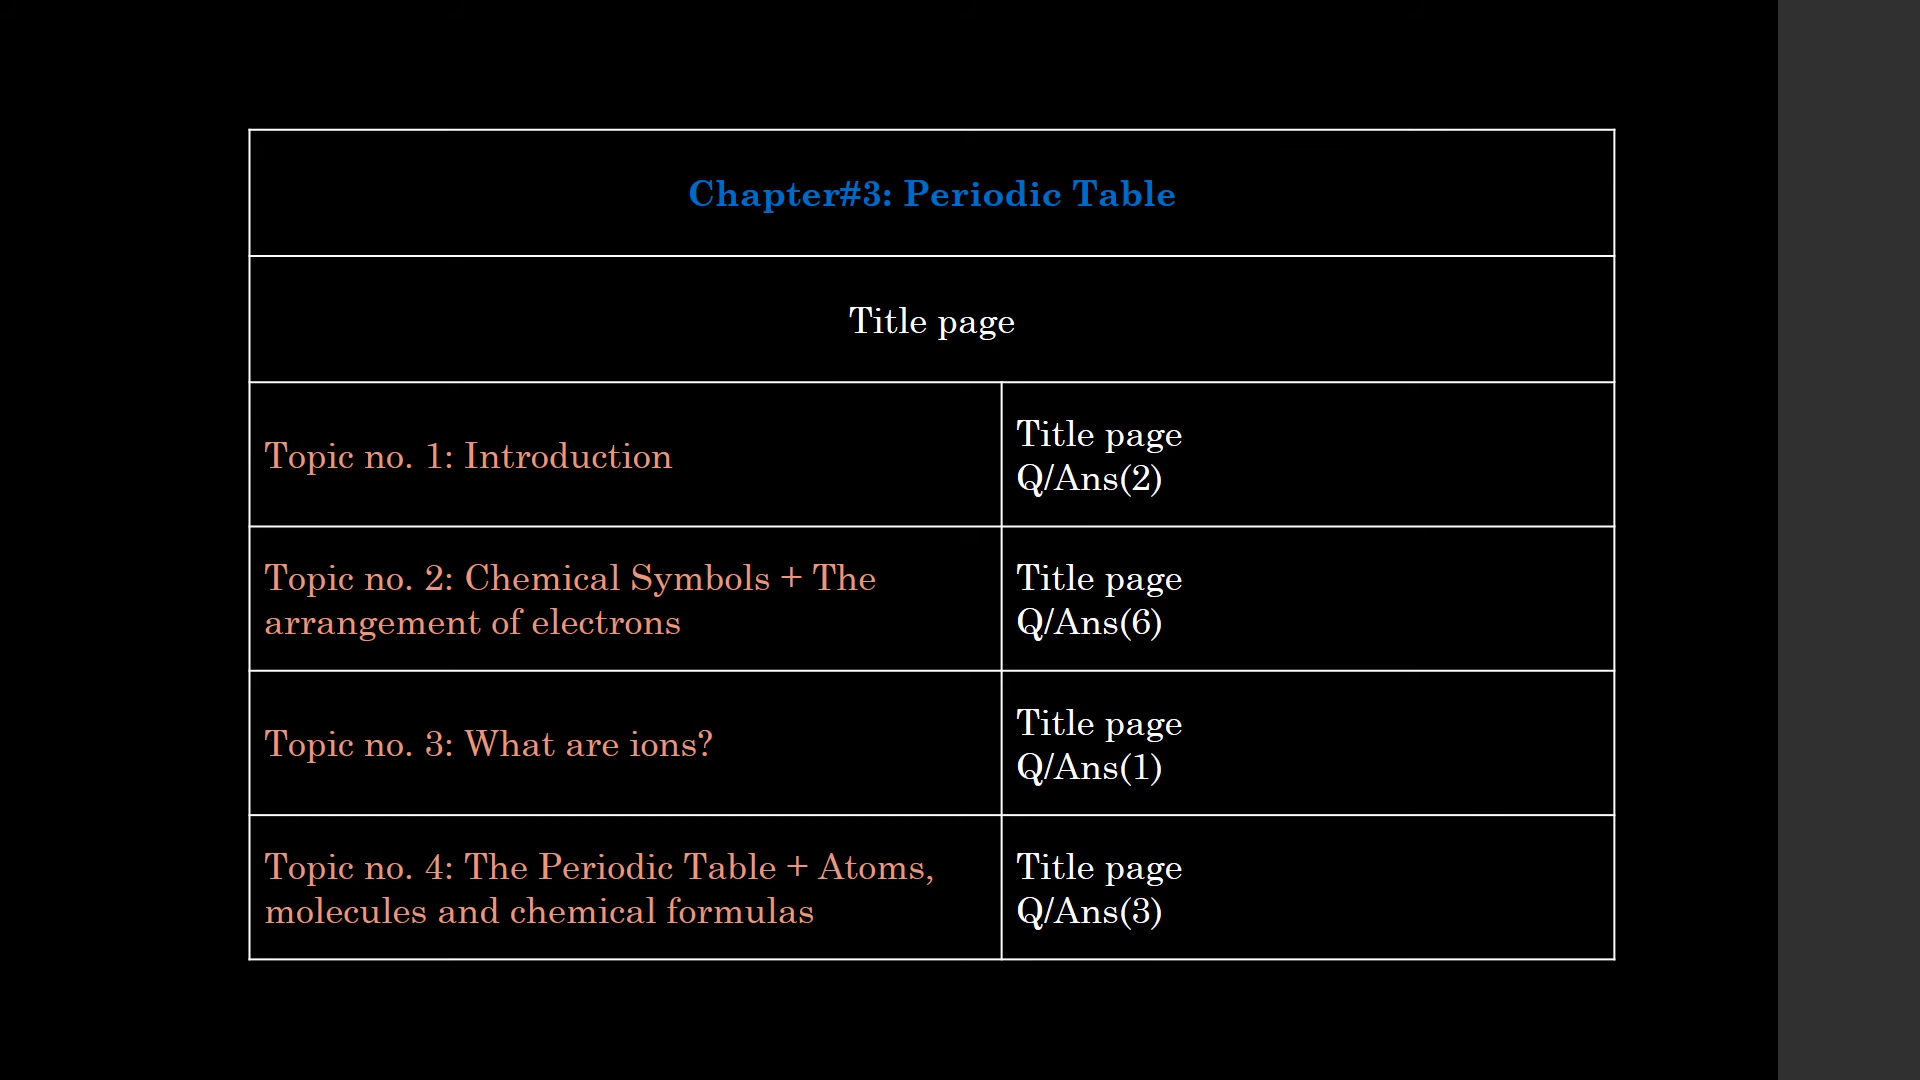 Chapter#3: Periodic Table
Title page
Topic no. 1: Introduction
Title page
Q/Ans(2)
Topic no. 2: Chemical Symbols + The
arrangement of electrons
Title page
Q/Ans(6)
Topic no. 3: What are ions?
Title page
Q/Ans(1)
Topic no. 4: The Periodic Table + Atoms,
molecules and chemical formulas
Title page
Q/Ans(3)